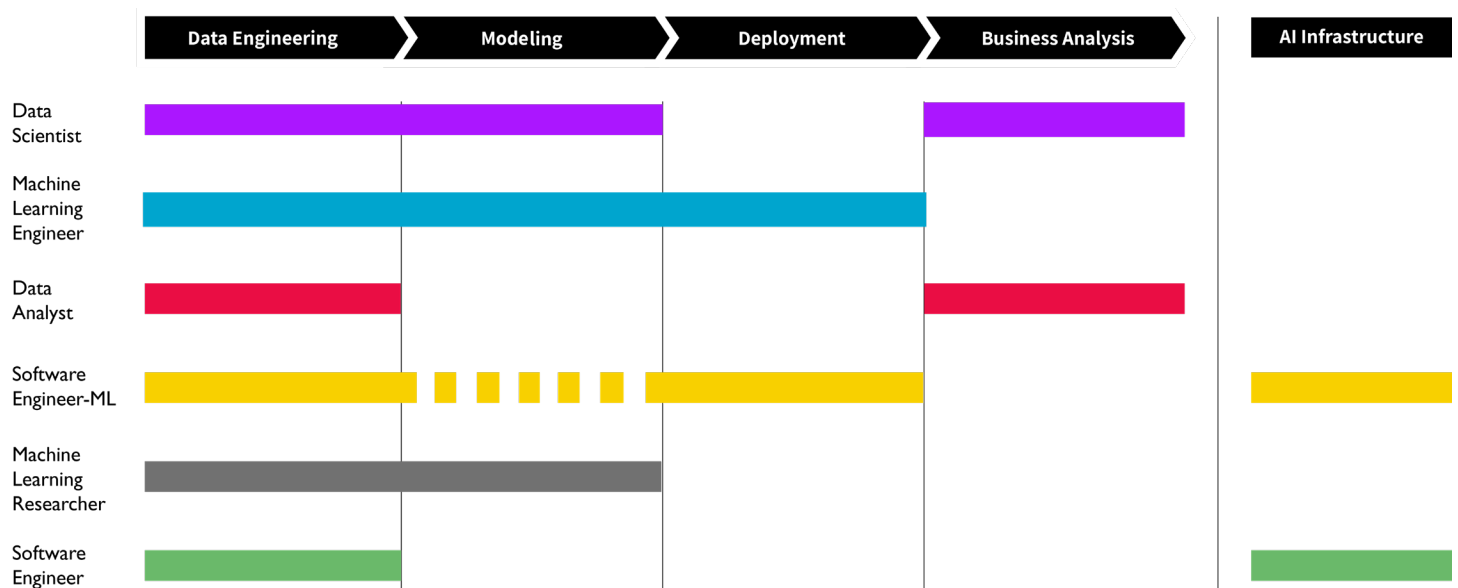 Data Engineering
Modeling
Deployment
Business Analysis
AI Infrastructure
Data
Scientist
Machine
Learning
Engineer
Data
Analyst
Software
Engineer-ML
Machine
Learning
Researcher
Software
Engineer